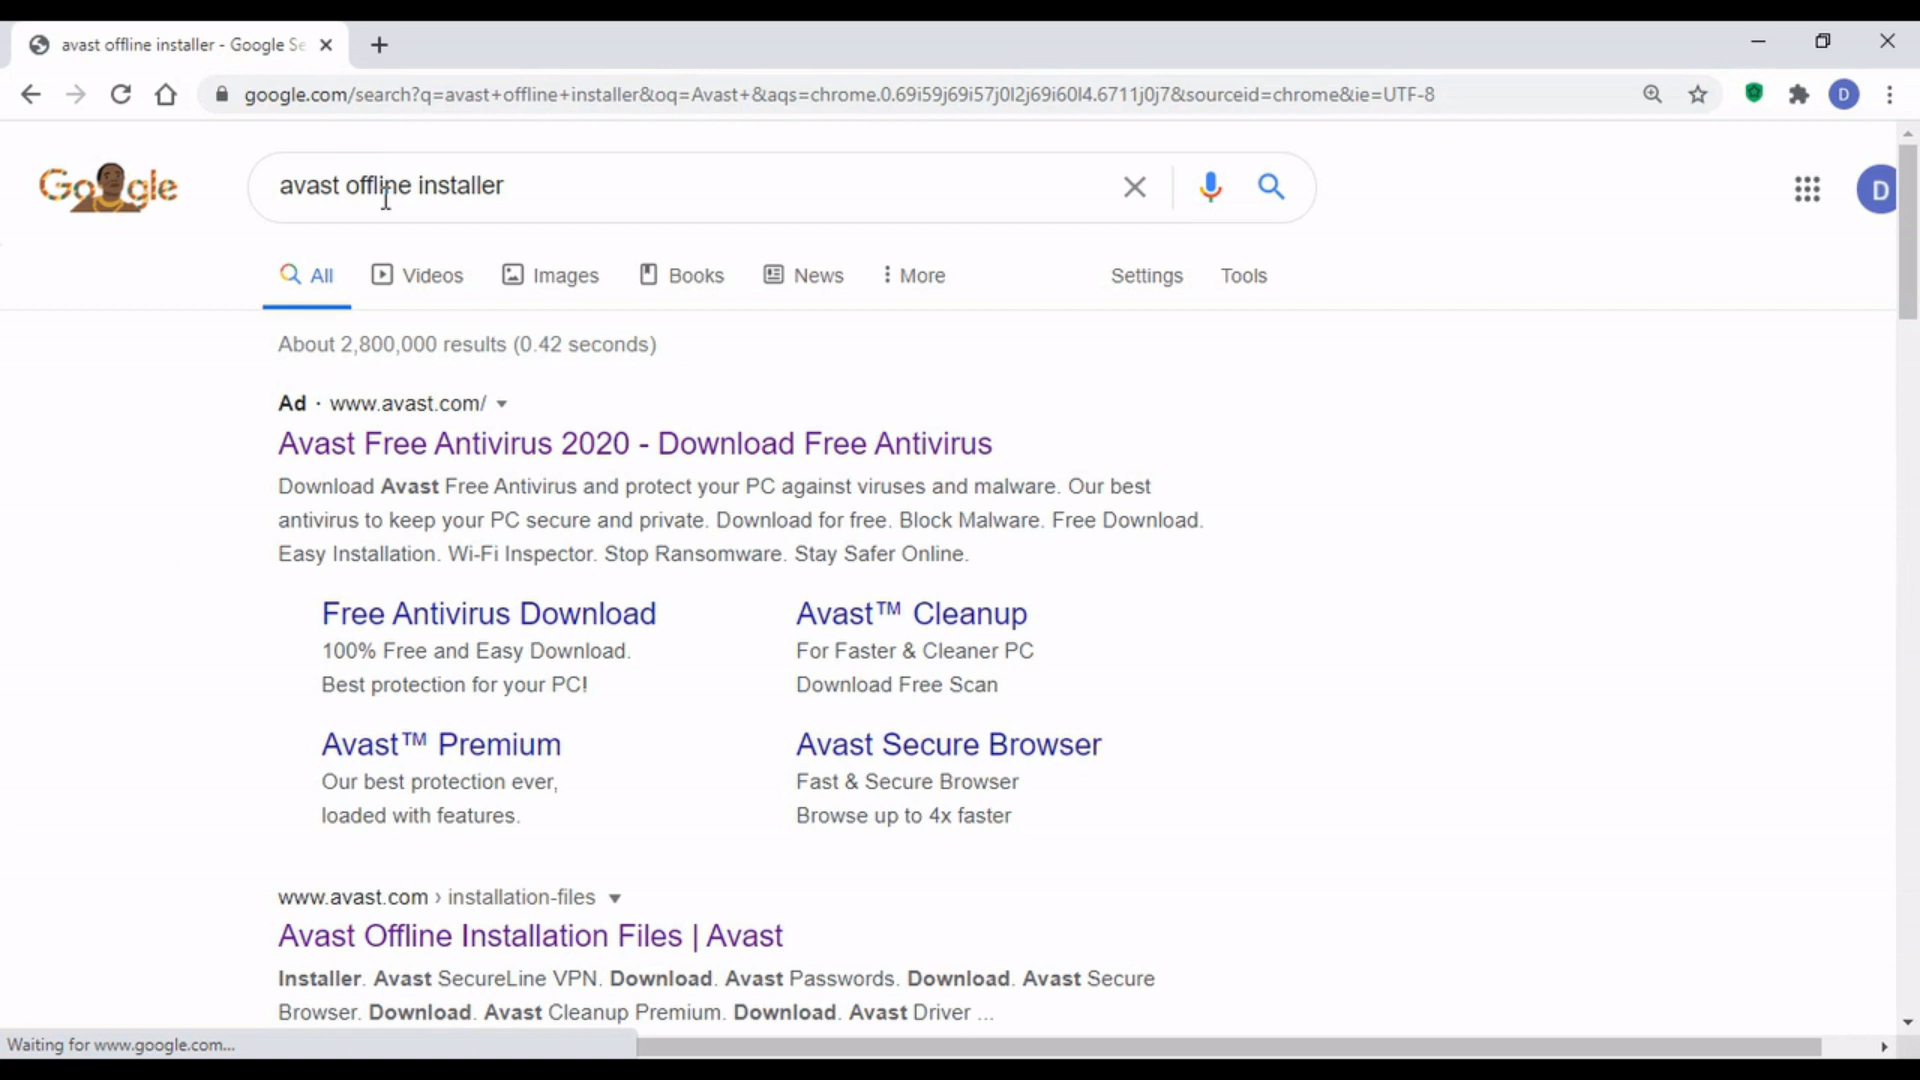 avast offline installer - Google Se
google.com/search?q=avast+offline+installer&oq=Avast+&aqs=chrome.0.69i59j69i57j0l2j69i60l4.6711j0j7&sourceid=chrome&ie=UTF-8
D
Google
avast offline installer
D
All
Videos
Images
Books
News
More
Settings
Tools
About 2,800,000 results (0.42 seconds)
Ad · www.avast.com/
Avast Free Antivirus 2020 - Download Free Antivirus
Download Avast Free Antivirus and protect your PC against viruses and malware. Our best
antivirus to keep your PC secure and private. Download for free. Block Malware. Free Download.
Easy Installation. Wi-Fi Inspector. Stop Ransomware. Stay Safer Online.
Free Antivirus Download
100% Free and Easy Download.
Best protection for your PC!
Avast™ Cleanup
For Faster & Cleaner PC
Download Free Scan
Avast™ Premium
Our best protection ever,
loaded with features.
Avast Secure Browser
Fast & Secure Browser
Browse up to 4x faster
www.avast.com › installation-files
Avast Offline Installation Files | Avast
Installer. Avast SecureLine VPN. Download. Avast Passwords. Download. Avast Secure
Browser. Download. Avast Cleanup Premium. Download. Avast Driver ...
Waiting for www.google.com...